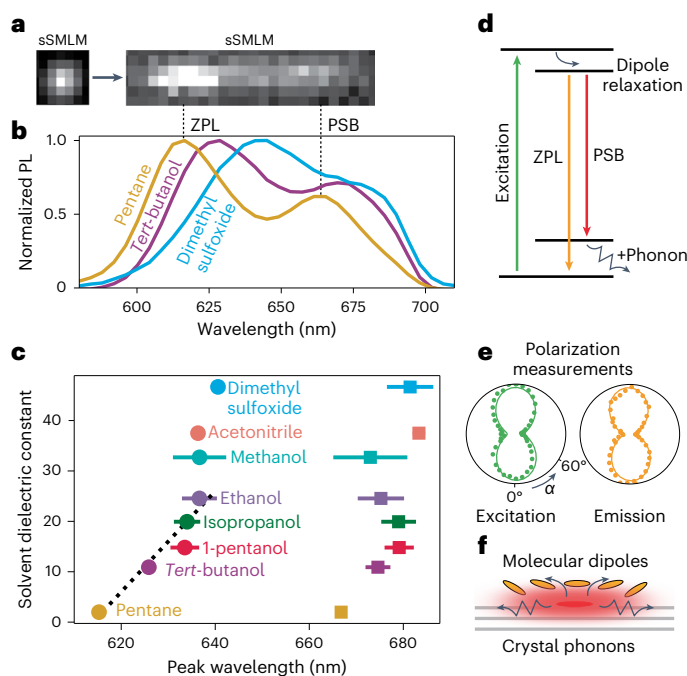 a
sSMLM
sSMLM
b
ZPL
PSB
Normalized PL
1.0
0.5
0
Pentane
Tert-butanol
Dimethyl
sulfoxide
600
625
650
675
700
Wavelength (nm)
c
Solvent dielectric constant
40
30
20
10
0
Dimethyl
sulfoxide
Acetonitrile
Methanol
Ethanol
Isopropanol
1-pentanol
Tert-butanol
Pentane
620
640
660
680
Peak wavelength (nm)
d
Excitation
Dipole
relaxation
ZPL
PSB
+Phonon
e
Polarization
measurements
60°
0°
α
Excitation
Emission
f
Molecular dipoles
Crystal phonons